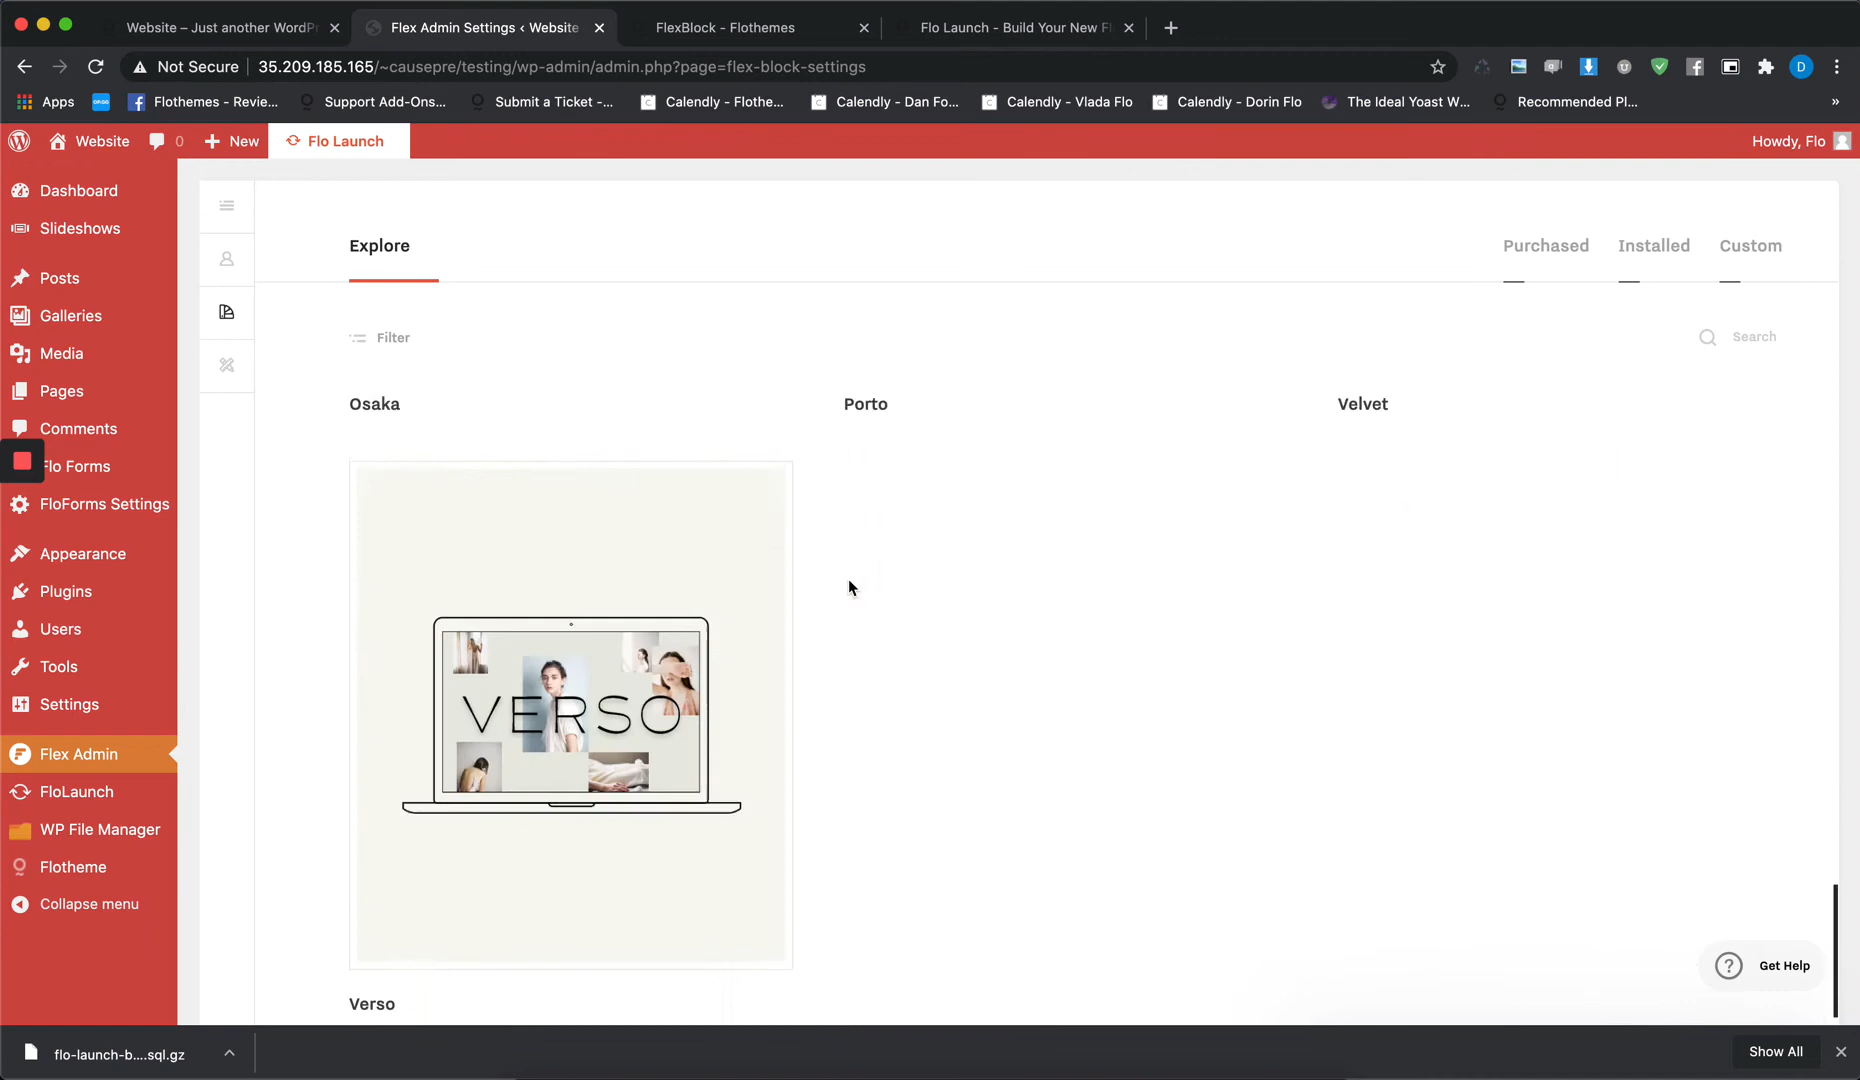 Website – Just another WordPr
Flex Admin Settings ‹ Website
FlexBlock - Flothemes
Flo Launch - Build Your New Fl
Not Secure
35.209.185.165/~causepre/testing/wp-admin/admin.php?page=flex-block-settings
D
Apps
Flothemes - Revie...
Support Add-Ons...
Submit a Ticket -...
Calendly - Flothe...
Calendly - Dan Fo...
Calendly - Vlada Flo
Calendly - Dorin Flo
The Ideal Yoast W...
Recommended Pl...
»
Website
0
New
Flo Launch
Howdy, Flo
Dashboard
Slideshows
Posts
Galleries
Media
Pages
Comments
Flo Forms
FloForms Settings
Appearance
Plugins
Users
Tools
Settings
Flex Admin
FloLaunch
WP File Manager
Flotheme
Collapse menu
Explore
Purchased
Installed
Custom
Filter
Search
Osaka
Porto
Velvet
VERSO
Verso
Get Help
flo-launch-b....sql.gz
Show All